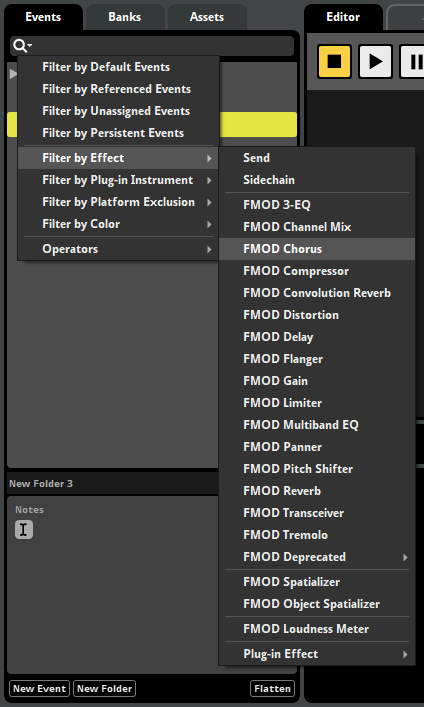 Events
Banks
Assets
Editor
Filter by Default Events
Filter by Referenced Events
Filter by Unassigned Events
Filter by Persistent Events
Filter by Effect
Filter by Plug-in Instrument
Filter by Platform Exclusion
Filter by Color
Operators
Send
Sidechain
FMOD 3-EQ
FMOD Channel Mix
FMOD Chorus
FMOD Compressor
FMOD Convolution Reverb
FMOD Distortion
FMOD Delay
FMOD Flanger
FMOD Gain
FMOD Limiter
FMOD Multiband EQ
FMOD Panner
FMOD Pitch Shifter
FMOD Reverb
FMOD Transceiver
FMOD Tremolo
FMOD Deprecated
FMOD Spatializer
FMOD Object Spatializer
FMOD Loudness Meter
Plug-in Effect
New Folder 3
Notes
New Event
New Folder
Flatten